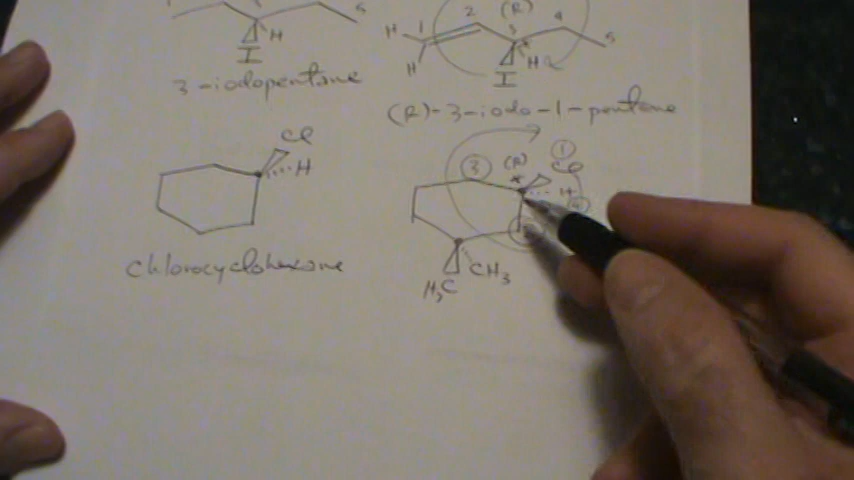 H 1 2 (R) 3 4 5
H I H
I H
3-iodopentane
(R)-3-iodo-1-pentene
Cl
H
(R) 1 Cl
3 * H
4
chlorocyclohexane
CH3
H3C